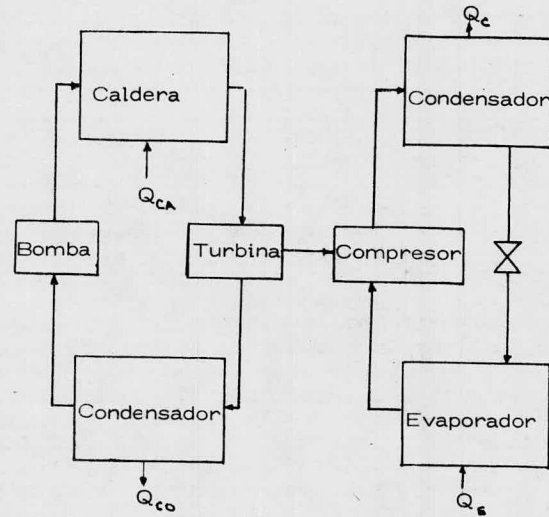 Q_C
Caldera
Condensador
Q_CA
Bomba
Turbina
Compresor
Condensador
Evaporador
Q_CO
Q_E